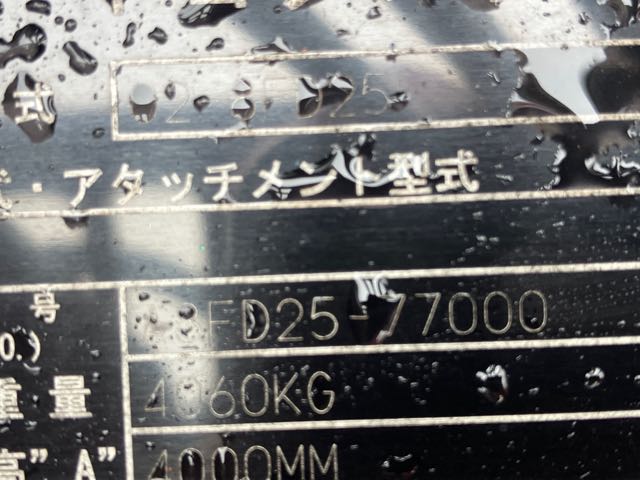 式 02-8FD25
・アタッチメント型式
号 FD25-77000
O.)
重量 4060KG
高"A" 4000MM